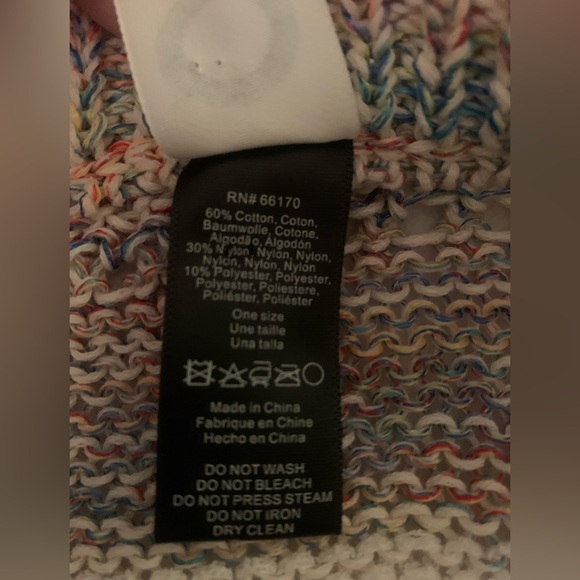 RN# 66170
60% Cotton, Coton,
Baumwolle, Cotone,
Algodão, Algodón
30% Nylon, Nylon, Nylon,
Nylon, Nylon, Nylon
10% Polyester, Polyester,
Polyester, Poliestere,
Poliéster, Poliéster
One size
Une taille
Una talla
Made in China
Fabrique en Chine
Hecho en China
DO NOT WASH
DO NOT BLEACH
DO NOT PRESS STEAM
DO NOT IRON
DRY CLEAN